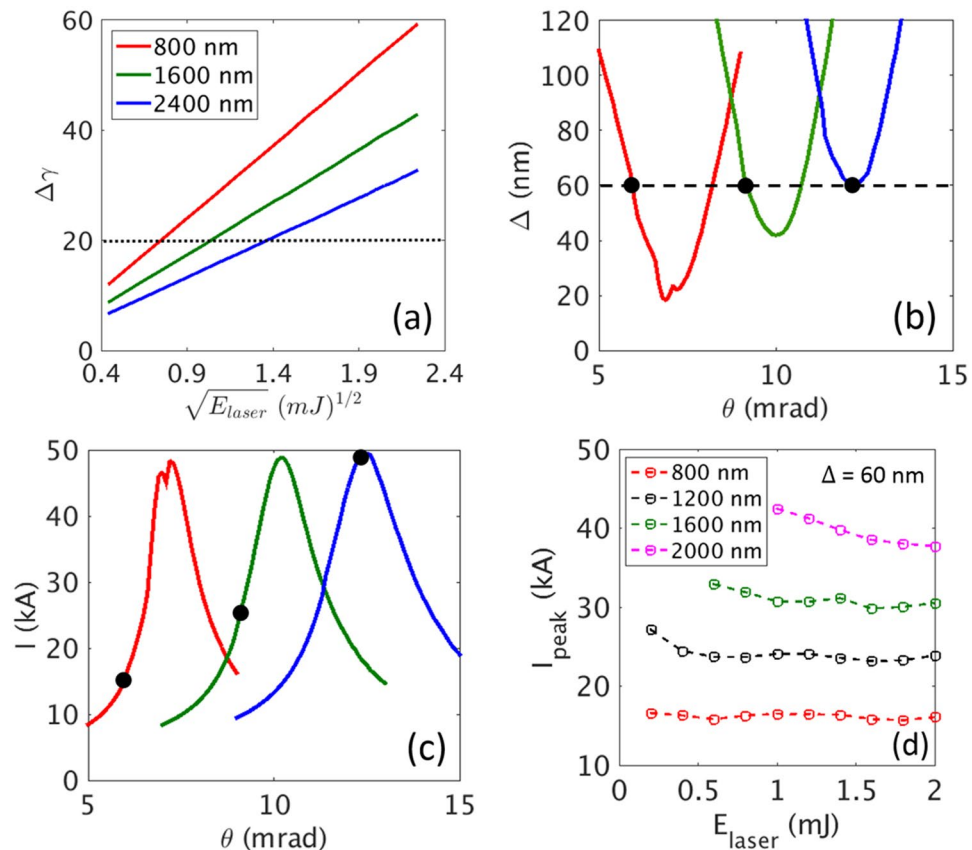 60
40
20
0
Δγ
800 nm
1600 nm
2400 nm
(a)
0.4 0.9 1.4 1.9 2.4
√E_laser (mJ)^1/2
120
100
80
60
40
20
0
Δ (nm)
(b)
5 10 15
θ (mrad)
50
40
30
20
10
0
I (kA)
(c)
5 10 15
θ (mrad)
50
40
30
20
10
I_peak (kA)
800 nm
1200 nm
1600 nm
2000 nm
Δ = 60 nm
(d)
0 0.5 1 1.5 2
E_laser (mJ)